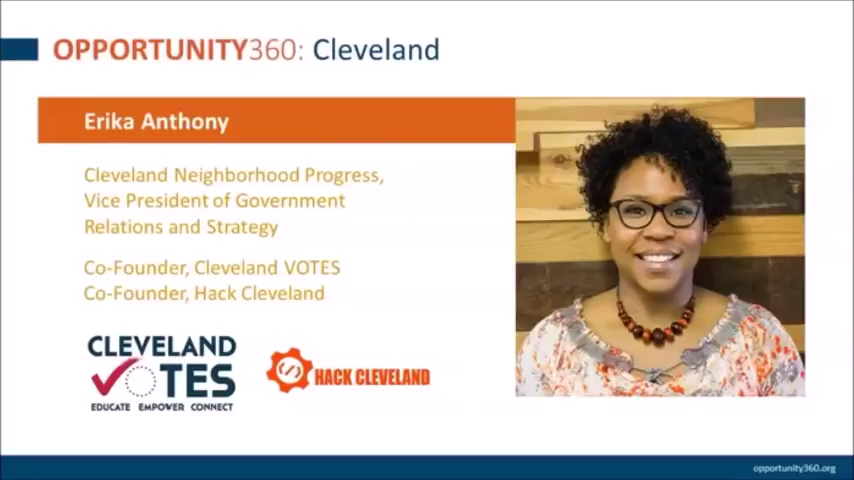 OPPORTUNITY360: Cleveland
Erika Anthony
Cleveland Neighborhood Progress,
Vice President of Government
Relations and Strategy
Co-Founder, Cleveland VOTES
Co-Founder, Hack Cleveland
CLEVELAND
VOTES
EDUCATE EMPOWER CONNECT
</> HACK CLEVELAND
opportunity360.org